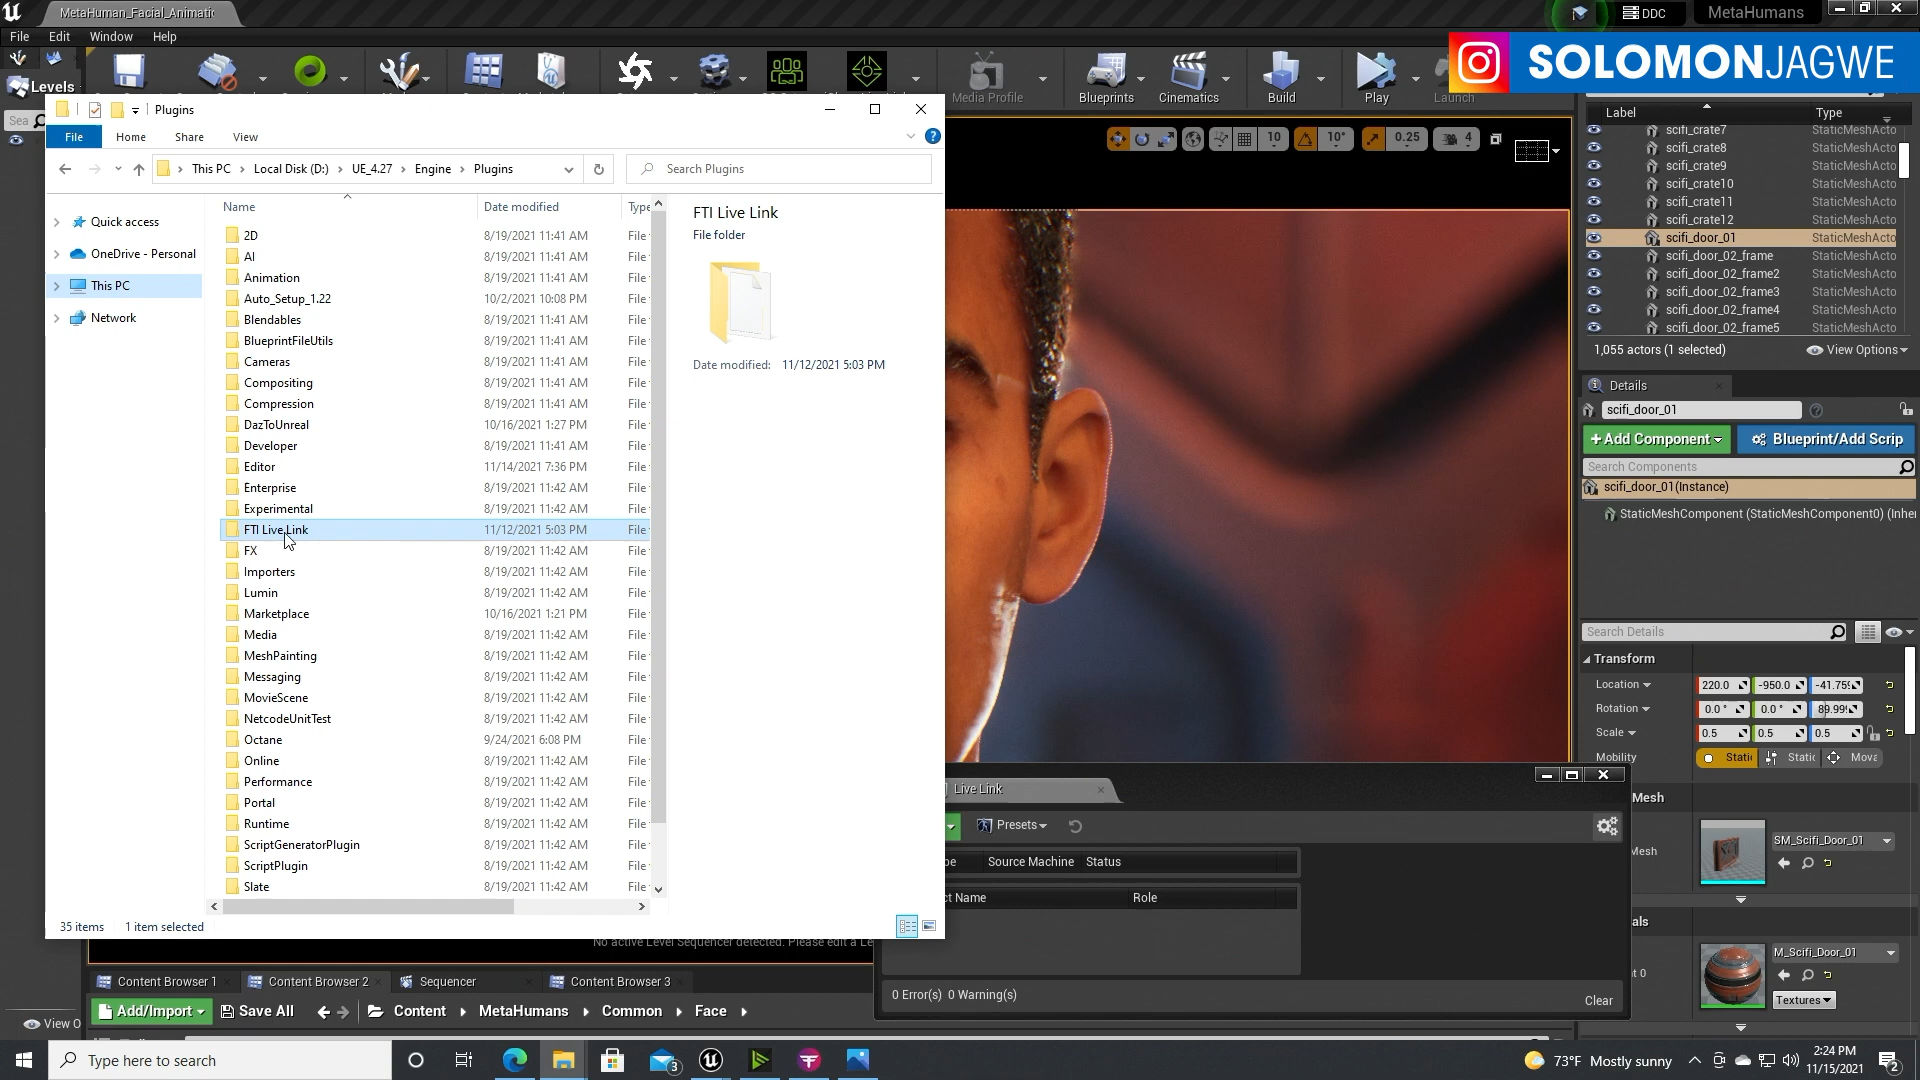 MetaHuman_Facial_Animatic
DDC
MetaHumans
File Edit Window Help
SOLOMONJAGWE
Levels
Media Profile
Blueprints
Cinematics
Build
Play
Launch
Plugins
File Home Share View
This PC > Local Disk (D:) > UE_4.27 > Engine > Plugins
Search Plugins
Quick access
OneDrive - Personal
This PC
Network
Name Date modified Type
2D 8/19/2021 11:41 AM File
AI 8/19/2021 11:41 AM File
Animation 8/19/2021 11:41 AM File
Auto_Setup_1.22 10/2/2021 10:08 PM File
Blendables 8/19/2021 11:41 AM File
BlueprintFileUtils 8/19/2021 11:41 AM File
Cameras 8/19/2021 11:41 AM File
Compositing 8/19/2021 11:41 AM File
Compression 8/19/2021 11:41 AM File
DazToUnreal 10/16/2021 1:27 PM File
Developer 8/19/2021 11:41 AM File
Editor 11/14/2021 7:36 PM File
Enterprise 8/19/2021 11:42 AM File
Experimental 8/19/2021 11:42 AM File
FTI Live Link 11/12/2021 5:03 PM File
FX 8/19/2021 11:42 AM File
Importers 8/19/2021 11:42 AM File
Lumin 8/19/2021 11:42 AM File
Marketplace 10/16/2021 1:21 PM File
Media 8/19/2021 11:42 AM File
MeshPainting 8/19/2021 11:42 AM File
Messaging 8/19/2021 11:42 AM File
MovieScene 8/19/2021 11:42 AM File
NetcodeUnitTest 8/19/2021 11:42 AM File
Octane 9/24/2021 6:08 PM File
Online 8/19/2021 11:42 AM File
Performance 8/19/2021 11:42 AM File
Portal 8/19/2021 11:42 AM File
Runtime 8/19/2021 11:42 AM File
ScriptGeneratorPlugin 8/19/2021 11:42 AM File
ScriptPlugin 8/19/2021 11:42 AM File
Slate 8/19/2021 11:42 AM File
35 items 1 item selected
FTI Live Link
File folder
Date modified: 11/12/2021 5:03 PM
10 10° 0.25 4
Label Type
scifi_crate7 StaticMeshActo
scifi_crate8 StaticMeshActo
scifi_crate9 StaticMeshActo
scifi_crate10 StaticMeshActo
scifi_crate11 StaticMeshActo
scifi_crate12 StaticMeshActo
scifi_door_01 StaticMeshActo
scifi_door_02_frame StaticMeshActo
scifi_door_02_frame2 StaticMeshActo
scifi_door_02_frame3 StaticMeshActo
scifi_door_02_frame4 StaticMeshActo
scifi_door_02_frame5 StaticMeshActo
1,055 actors (1 selected) View Options
Details
scifi_door_01
+Add Component Blueprint/Add Scrip
Search Components
scifi_door_01(Instance)
StaticMeshComponent (StaticMeshComponent0) (Inher
Search Details
Transform
Location 220.0 -950.0 -41.759
Rotation 0.0 ° 0.0 ° 89.999
Scale 0.5 0.5 0.5
Mobility Static Static Mova
Mesh
Mesh SM_Scifi_Door_01
als
nt 0 M_Scifi_Door_01
Textures
Live Link
Presets
pe Source Machine Status
ct Name Role
0 Error(s) 0 Warning(s)
Clear
No active Level Sequencer detected. Please edit a Le
Content Browser 1 Content Browser 2 Sequencer Content Browser 3
Add/Import Save All Content MetaHumans Common Face
View O
Type here to search
3
73°F Mostly sunny
2:24 PM
11/15/2021
2